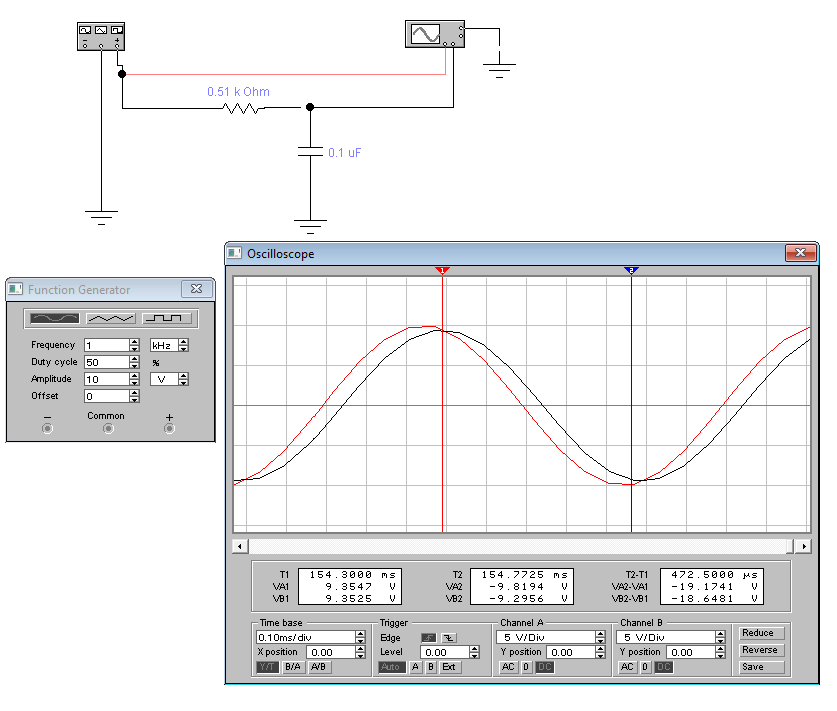 0.51 k Ohm
0.1 uF
Function Generator
Frequency 1 kHz
Duty cycle 50 %
Amplitude 10 V
Offset 0
− Common +
Oscilloscope
1 2
T1 154.3000 ms T2 154.7725 ms T2-T1 472.5000 µs
VA1 9.3547 V VA2 -9.8194 V VA2-VA1 -19.1741 V
VB1 9.3525 V VB2 -9.2956 V VB2-VB1 -18.6481 V
Time base Trigger Channel A Channel B
0.10ms/div Edge 5 V/Div 5 V/Div Reduce
X position 0.00 Level 0.00 Y position 0.00 Y position 0.00 Reverse
Y/T B/A A/B Auto A B Ext AC 0 DC AC 0 DC Save